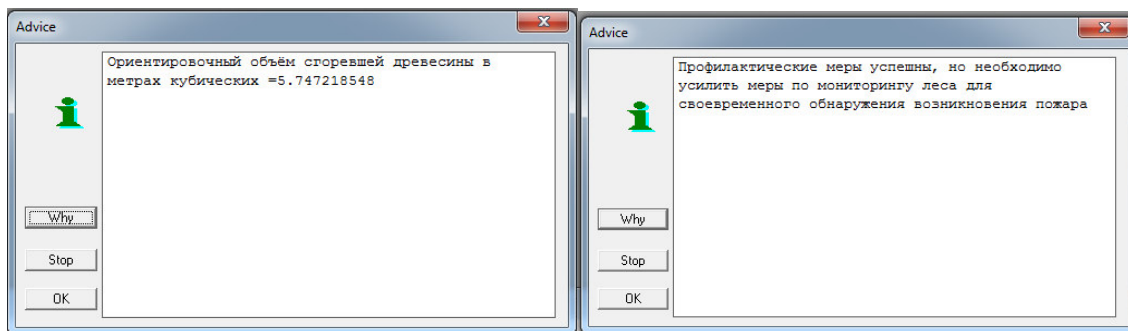 Advice
Ориентировочный объём сгоревшей древесины в
метрах кубических =5.747218548
Why
Stop
OK
Advice
Профилактические меры успешны, но необходимо
усилить меры по мониторингу леса для
своевременного обнаружения возникновения пожара
Why
Stop
OK